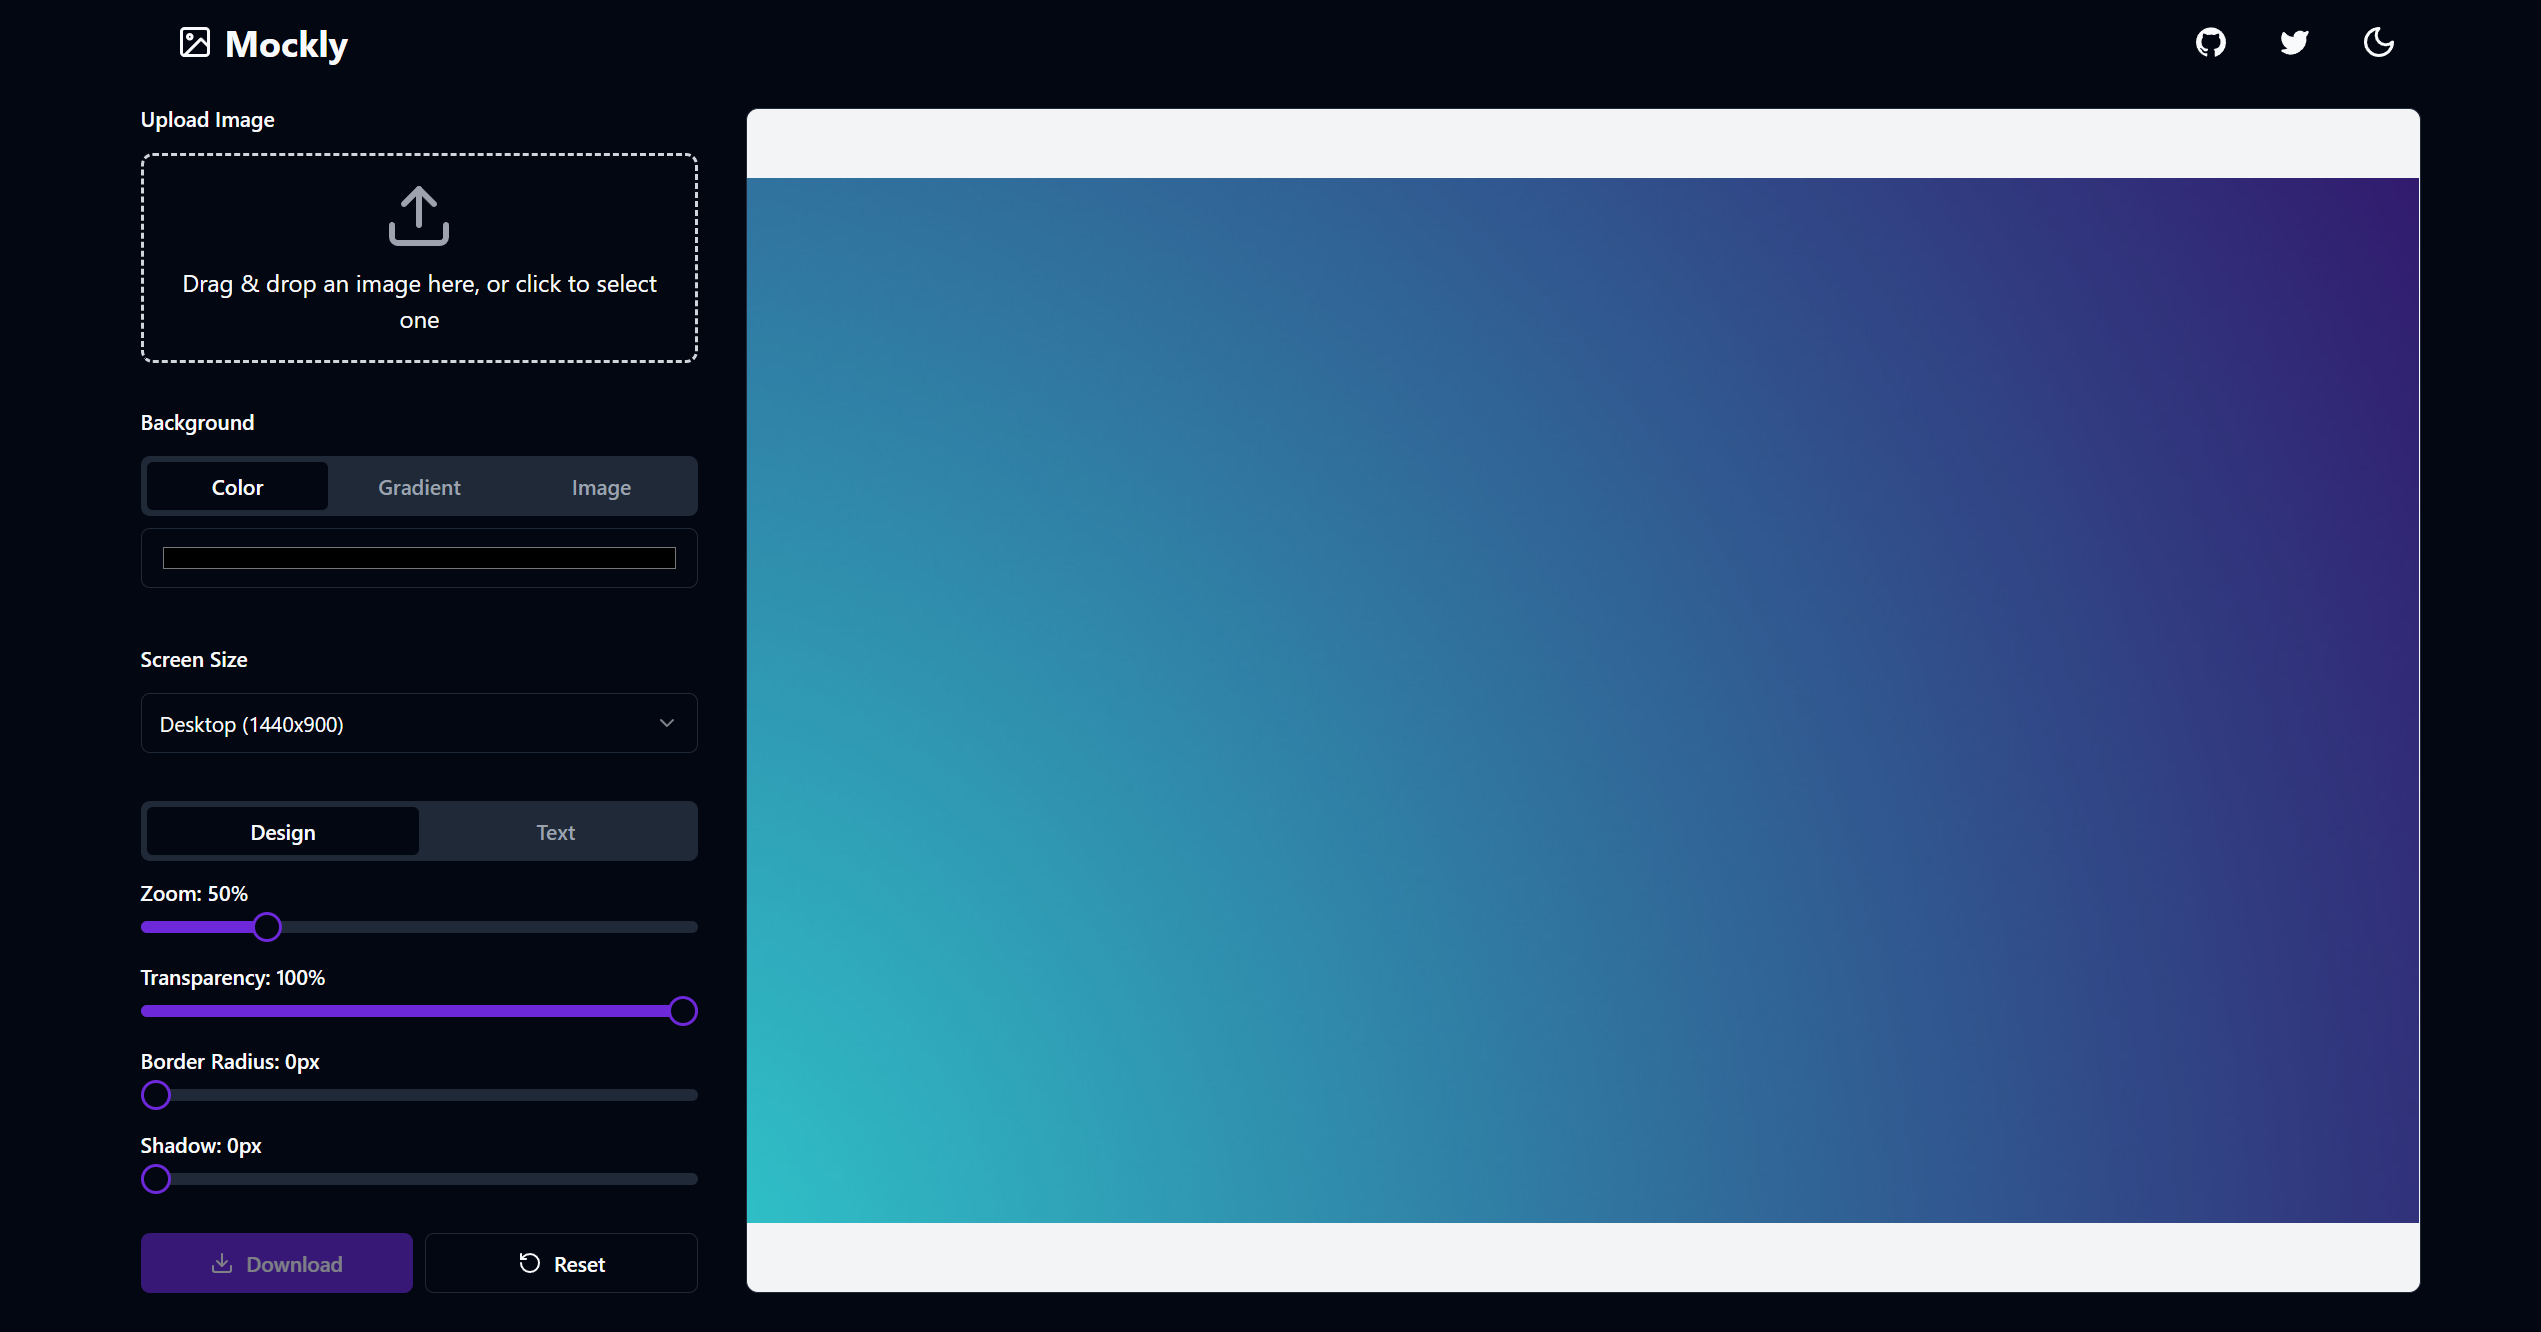 Mockly
Upload Image
Drag & drop an image here, or click to select
one
Background
Color
Gradient
Image
Screen Size
Desktop (1440x900)
Design
Text
Zoom: 50%
Transparency: 100%
Border Radius: 0px
Shadow: 0px
Download
Reset